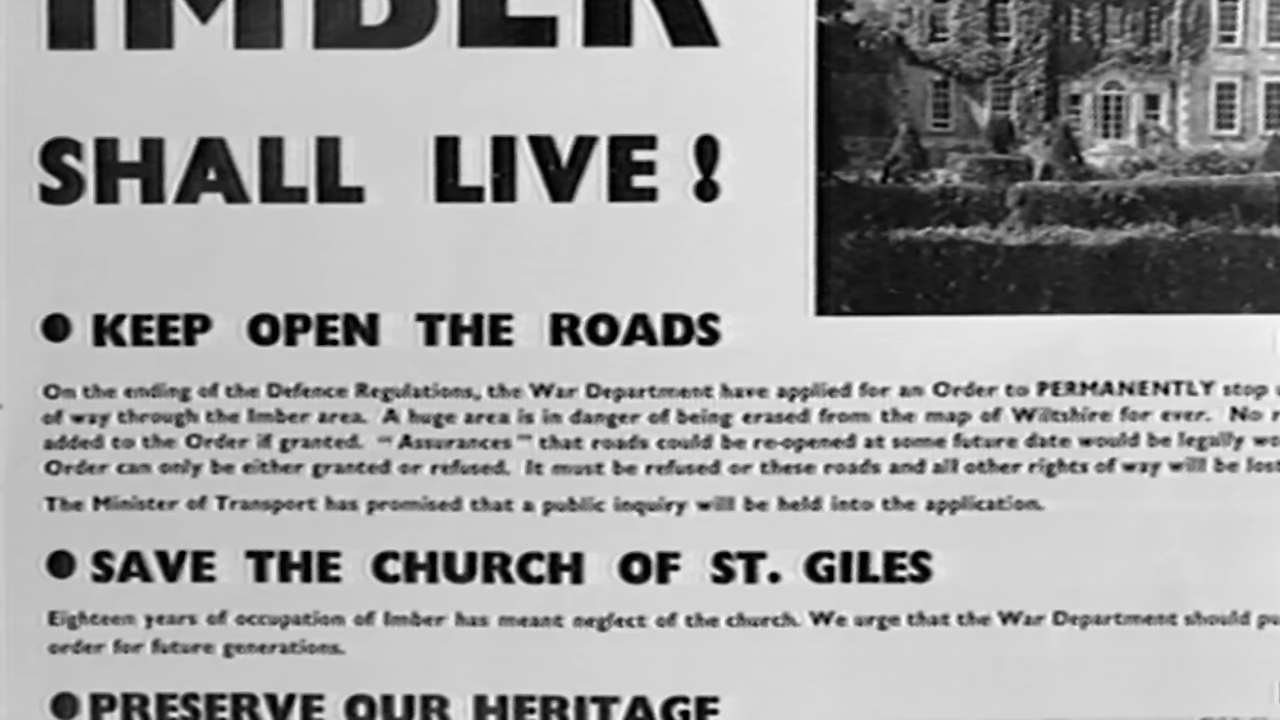 IMBER
SHALL LIVE!
● KEEP OPEN THE ROADS
On the ending of the Defence Regulations, the War Department have applied for an Order to PERMANENTLY stop
of way through the Imber area. A huge area is in danger of being erased from the map of Wiltshire for ever. No
added to the Order if granted. "Assurances" that roads could be re-opened at some future date would be legally
Order can only be either granted or refused. It must be refused or these roads and all other rights of way will be lost
The Minister of Transport has promised that a public inquiry will be held into the application.
● SAVE THE CHURCH OF ST. GILES
Eighteen years of occupation of Imber has meant neglect of the church. We urge that the War Department should
order for future generations.
● PRESERVE OUR HERITAGE